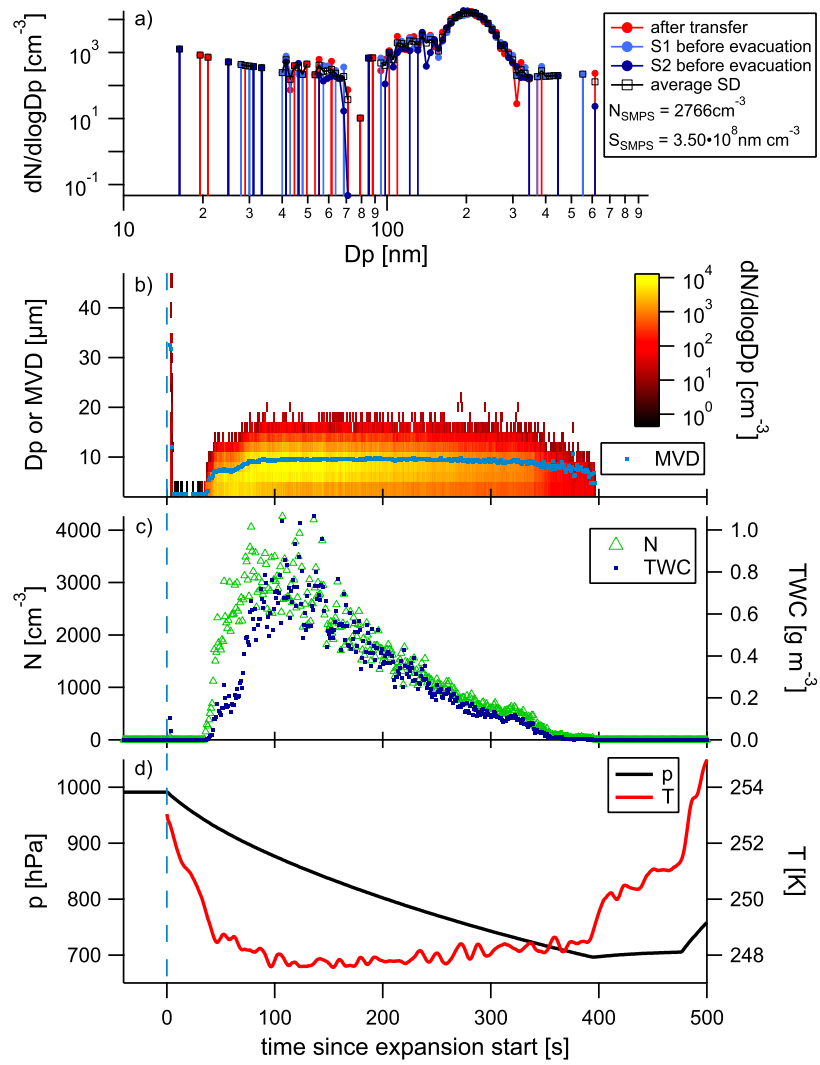 a)
dN/dlogDp [cm⁻³]
10³
10¹
10⁻¹
after transfer
S1 before evacuation
S2 before evacuation
average SD
N_SMPS = 2766cm⁻³
S_SMPS = 3.50•10⁸nm cm⁻³
10 2 3 4 5 6 7 8 9 100 2 3 4 5 6 7 8 9
Dp [nm]
b)
Dp or MVD [µm]
40
30
20
10
dN/dlogDp [cm⁻³]
10⁴
10³
10²
10¹
10⁰
MVD
c)
N [cm⁻³]
4000
3000
2000
1000
0
N
TWC
TWC [g m⁻³]
1.0
0.8
0.6
0.4
0.2
0.0
d)
p [hPa]
1000
900
800
700
p
T
T [K]
254
252
250
248
0 100 200 300 400 500
time since expansion start [s]